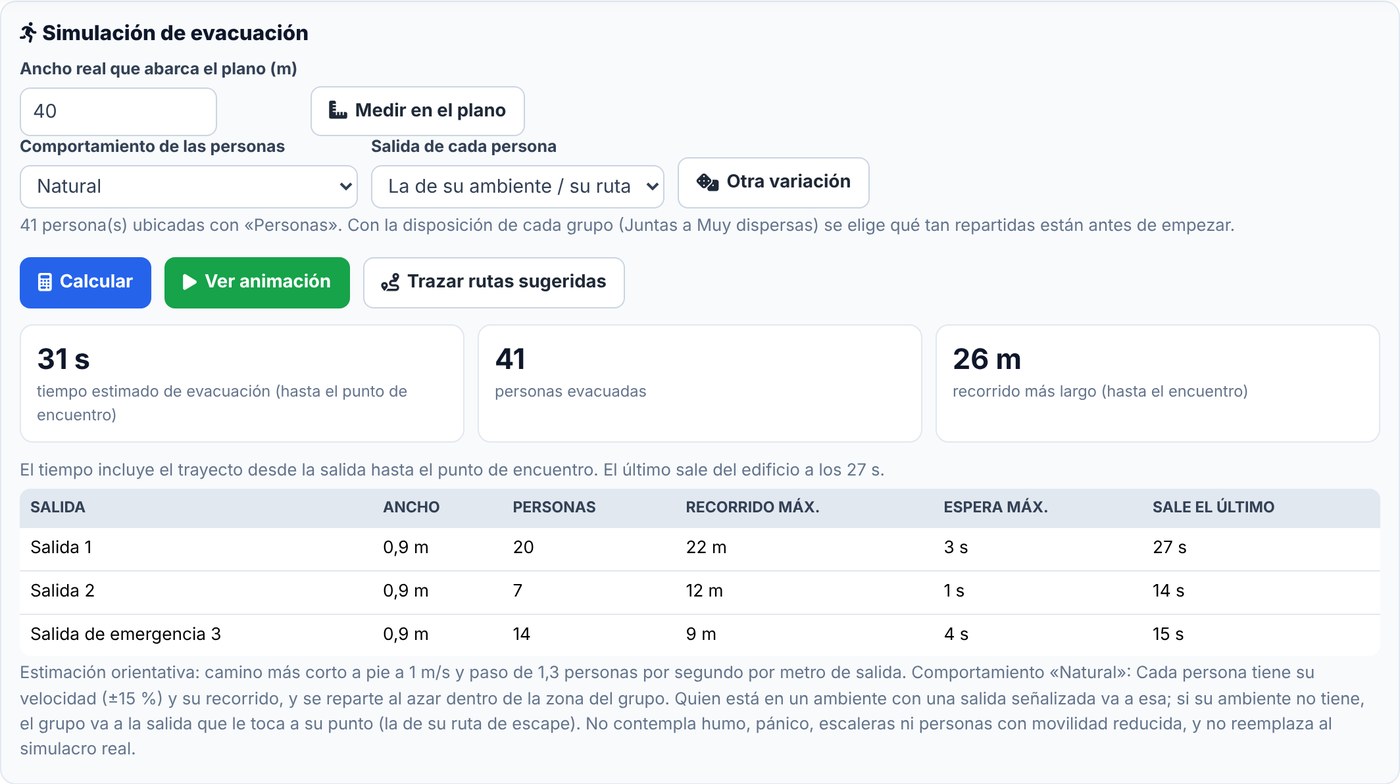 Simulación de evacuación
Ancho real que abarca el plano (m)
40
Medir en el plano
Comportamiento de las personas
Salida de cada persona
Natural
La de su ambiente / su ruta
Otra variación
41 persona(s) ubicadas con «Personas». Con la disposición de cada grupo (Juntas a Muy dispersas) se elige qué tan repartidas están antes de empezar.
Calcular
Ver animación
Trazar rutas sugeridas
31 s
tiempo estimado de evacuación (hasta el punto de
encuentro)
41
personas evacuadas
26 m
recorrido más largo (hasta el encuentro)
El tiempo incluye el trayecto desde la salida hasta el punto de encuentro. El último sale del edificio a los 27 s.
SALIDA ANCHO PERSONAS RECORRIDO MÁX. ESPERA MÁX. SALE EL ÚLTIMO
Salida 1 0,9 m 20 22 m 3 s 27 s
Salida 2 0,9 m 7 12 m 1 s 14 s
Salida de emergencia 3 0,9 m 14 9 m 4 s 15 s
Estimación orientativa: camino más corto a pie a 1 m/s y paso de 1,3 personas por segundo por metro de salida. Comportamiento «Natural»: Cada persona tiene su
velocidad (±15 %) y su recorrido, y se reparte al azar dentro de la zona del grupo. Quien está en un ambiente con una salida señalizada va a esa; si su ambiente no tiene,
el grupo va a la salida que le toca a su punto (la de su ruta de escape). No contempla humo, pánico, escaleras ni personas con movilidad reducida, y no reemplaza al
simulacro real.